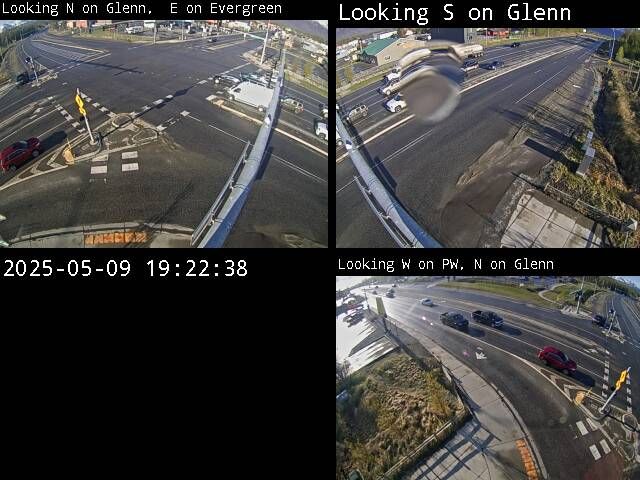 Looking N on Glenn,  E on Evergreen
Looking S on Glenn
2025-05-09 19:22:38
Looking W on PW, N on Glenn